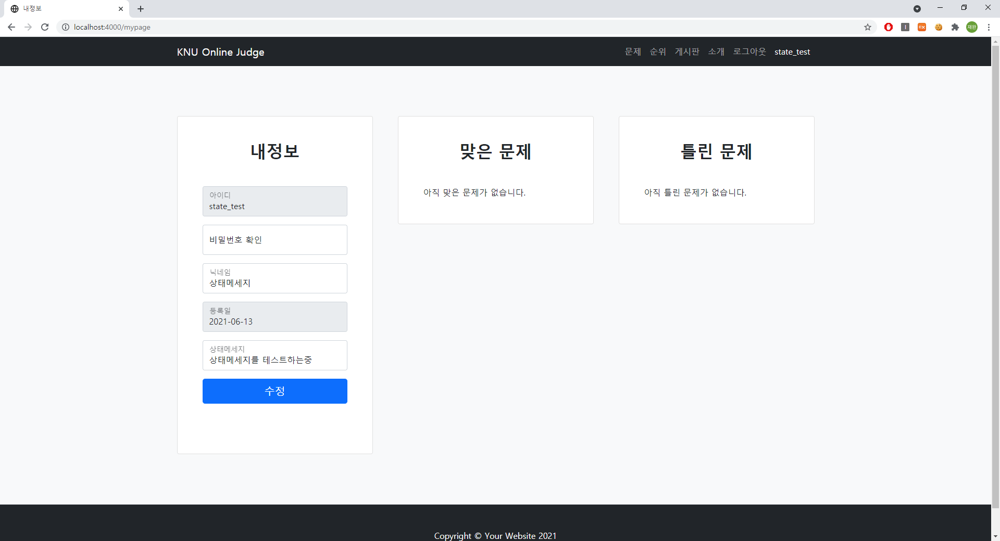 내정보
localhost:4000/mypage
재완
KNU Online Judge
문제 순위 게시판 소개 로그아웃 state_test
내정보
아이디
state_test
비밀번호 확인
닉네임
상태메세지
등록일
2021-06-13
상태메세지
상태메세지를 테스트하는중
수정
맞은 문제
아직 맞은 문제가 없습니다.
틀린 문제
아직 틀린 문제가 없습니다.
Copyright © Your Website 2021